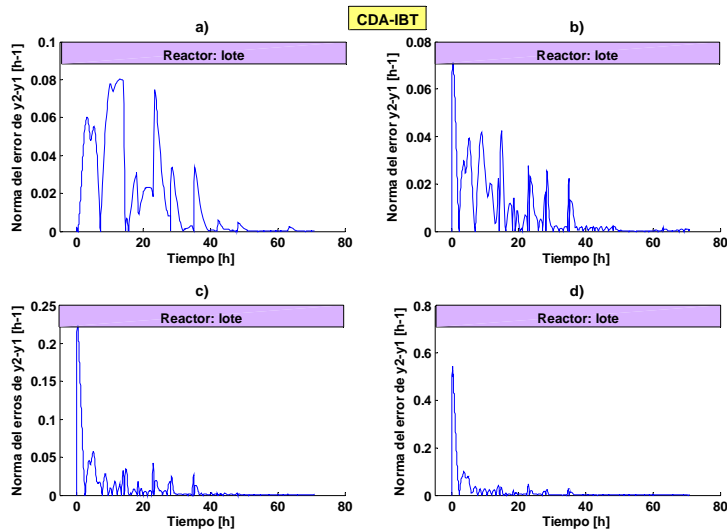 CDA-IBT
a)
Reactor: lote
Norma del error de y2-y1 [h-1]
0.1
0.08
0.06
0.04
0.02
0
0 20 40 60 80
Tiempo [h]
b)
Reactor: lote
Norma del error y2-y1 [h-1]
0.08
0.06
0.04
0.02
0
0 20 40 60 80
Tiempo [h]
c)
Reactor: lote
Norma del erros de y2-y1 [h-1]
0.25
0.2
0.15
0.1
0.05
0
0 20 40 60 80
Tiempo [h]
d)
Reactor: lote
Norma del error de y2-y1 [h-1]
0.8
0.6
0.4
0.2
0
0 20 40 60 80
Tiempo [h]